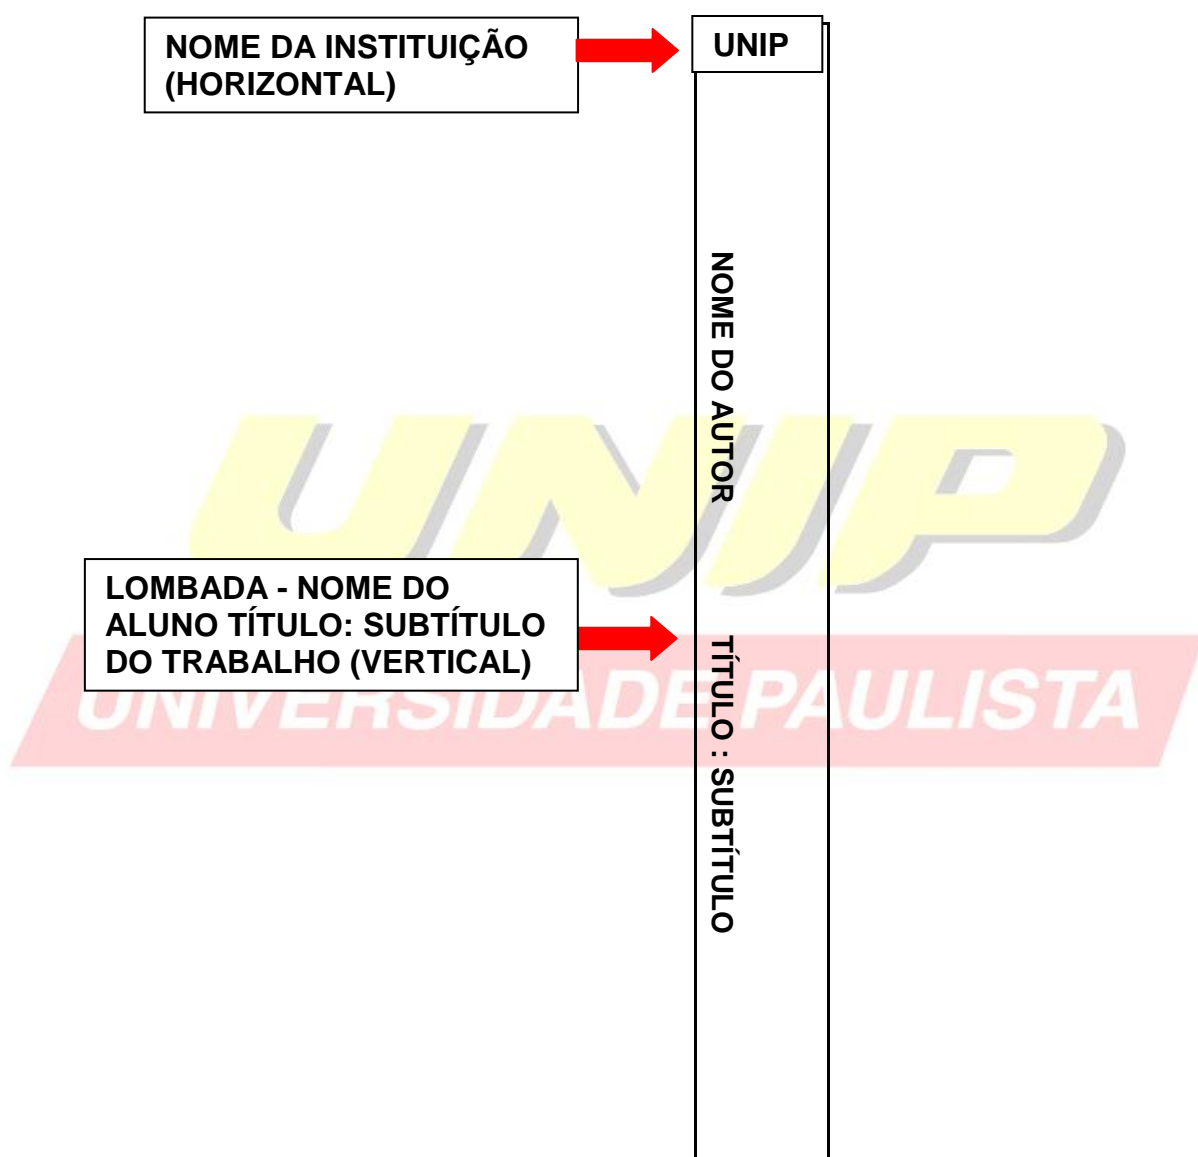 NOME DA INSTITUIÇÃO
(HORIZONTAL)
UNIP
NOME DO AUTOR
UNIP
LOMBADA - NOME DO
ALUNO TÍTULO: SUBTÍTULO
DO TRABALHO (VERTICAL)
TÍTULO : SUBTÍTULO
UNIVERSIDADE PAULISTA